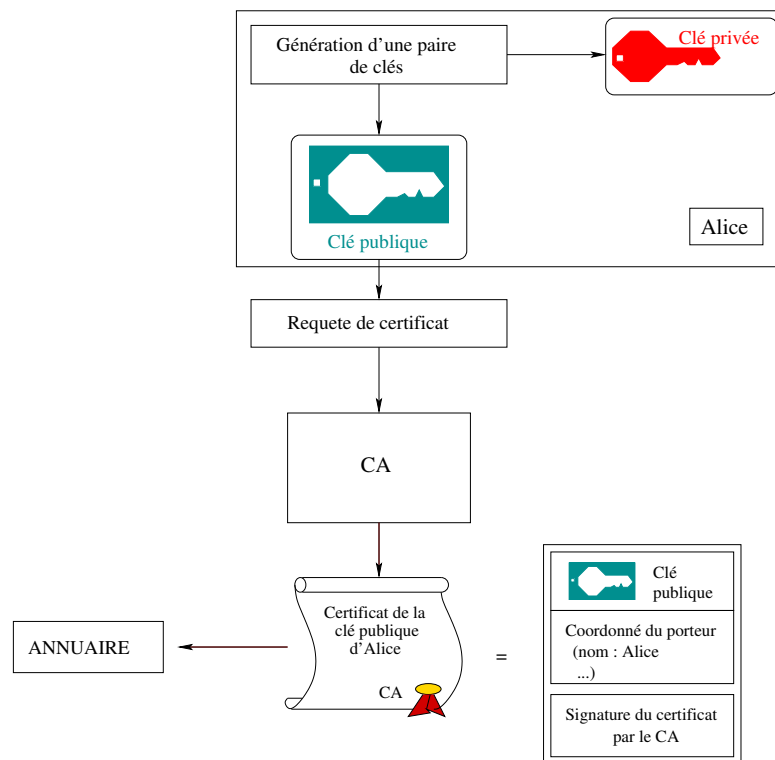 Génération d'une paire
de clés
Clé privée
Clé publique
Alice
Requete de certificat
CA
Certificat de la
clé publique
d'Alice
CA
ANNUAIRE
=
Clé
publique
Coordonné du porteur
(nom : Alice
...)
Signature du certificat
par le CA